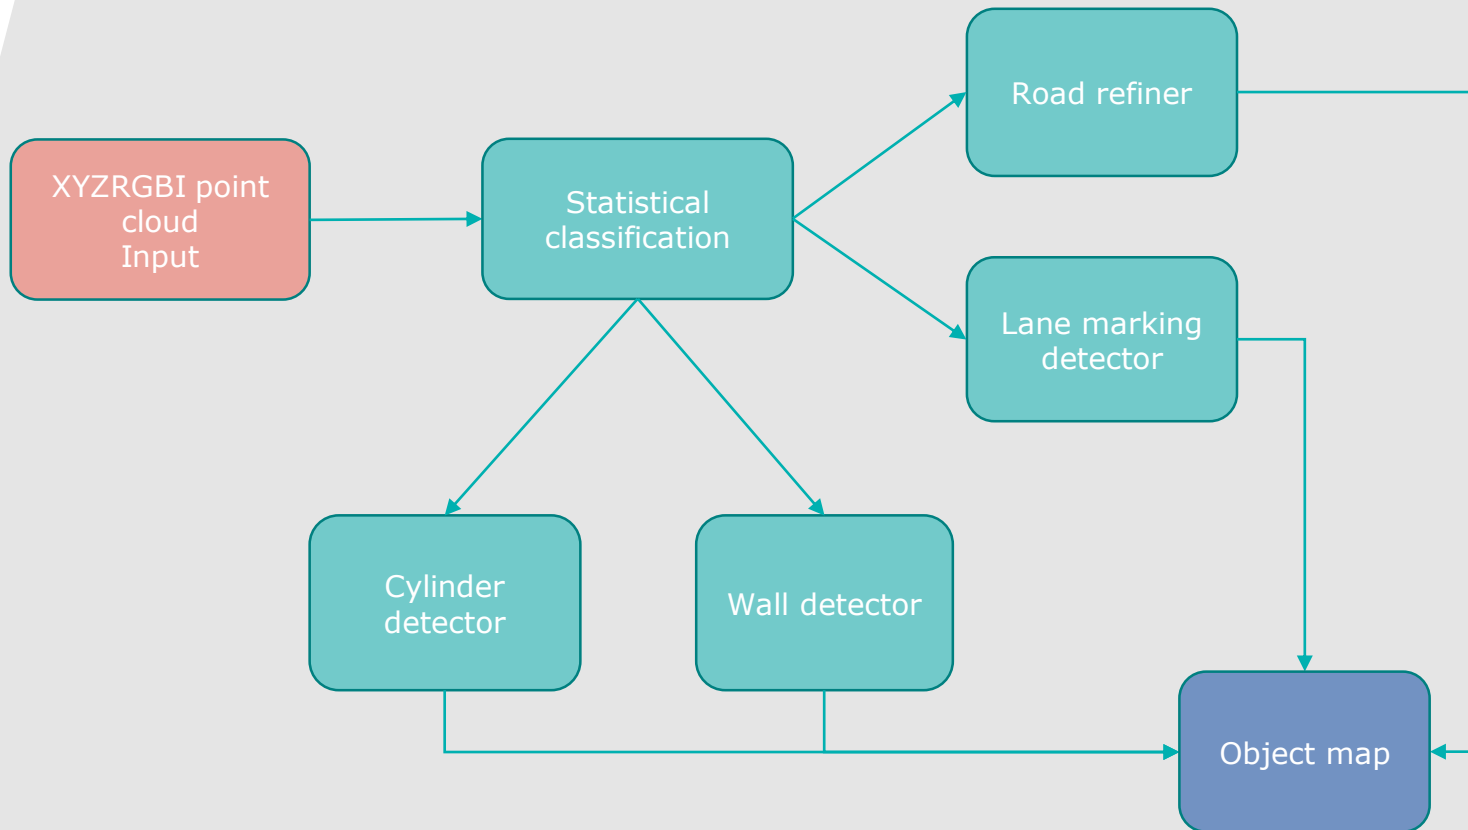 XYZRGBI point
cloud
Input
Statistical
classification
Road refiner
Lane marking
detector
Cylinder
detector
Wall detector
Object map